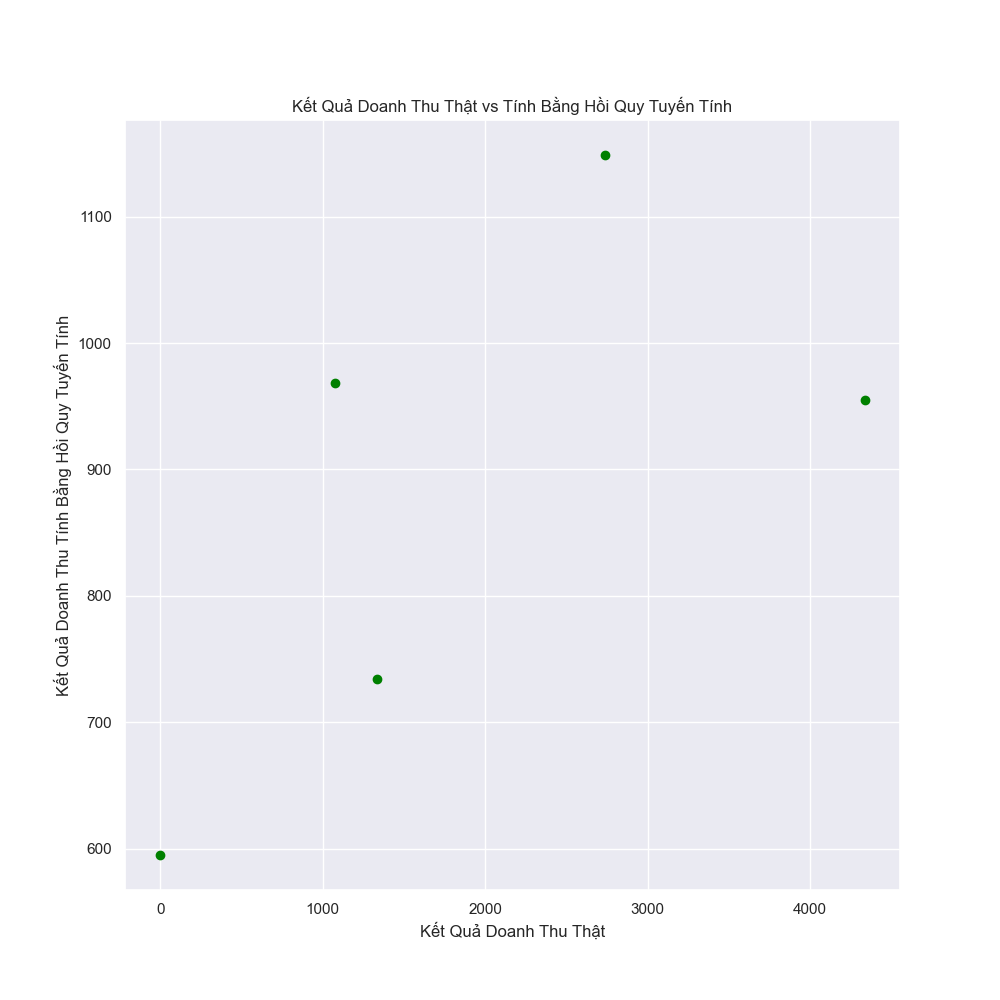 Kết Quả Doanh Thu Thật vs Tính Bằng Hồi Quy Tuyến Tính
Kết Quả Doanh Thu Tính Bằng Hồi Quy Tuyến Tính
1100
1000
900
800
700
600
0 1000 2000 3000 4000
Kết Quả Doanh Thu Thật